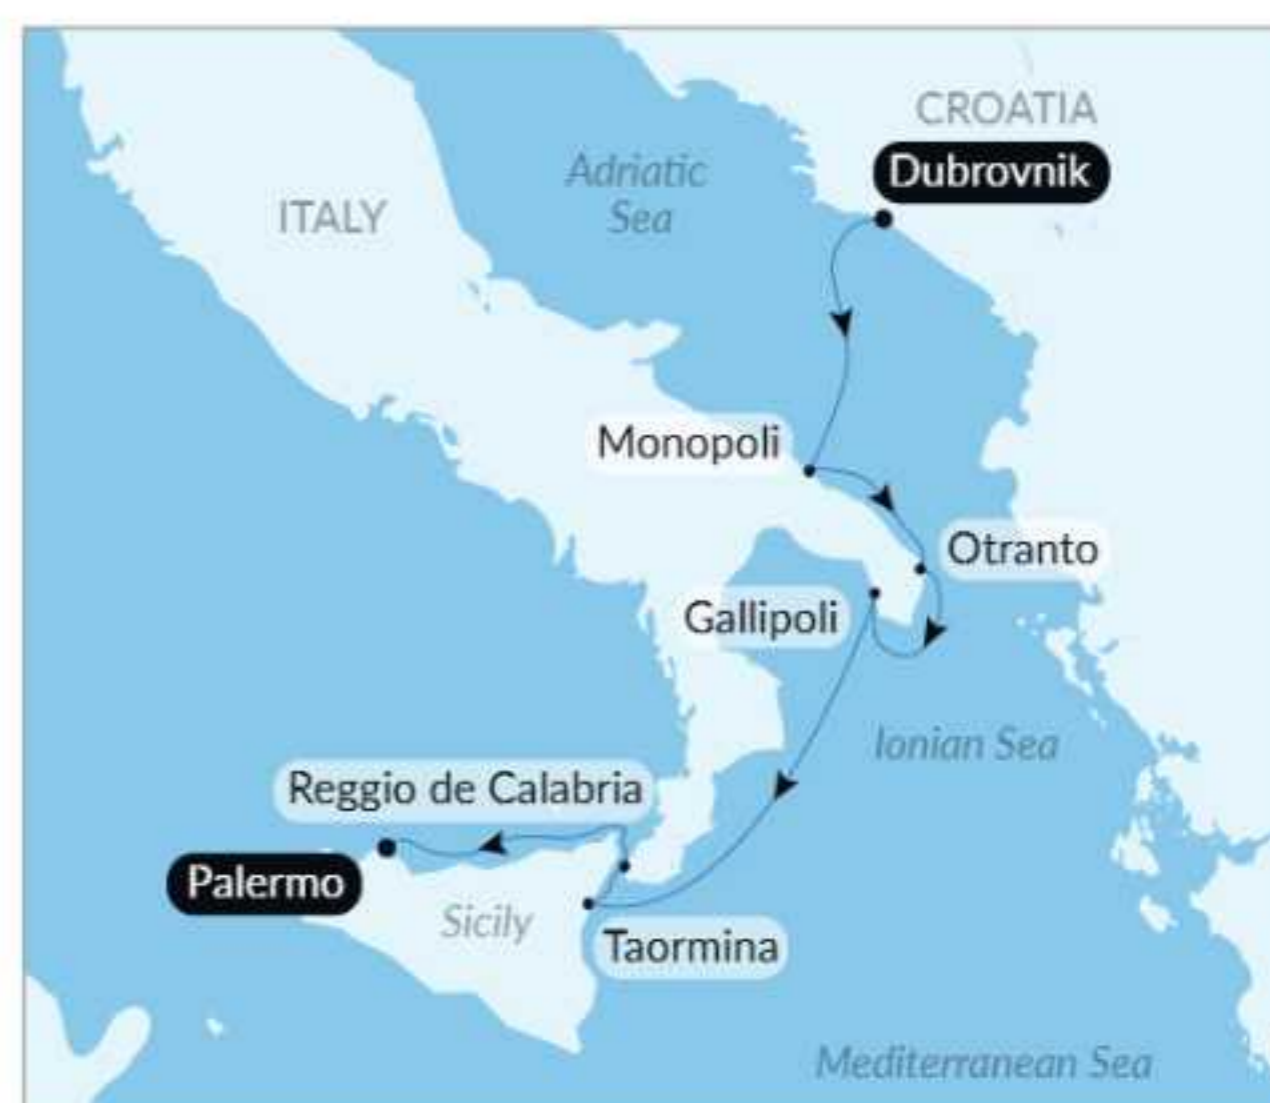 CROATIA
Dubrovnik
Adriatic
Sea
ITALY
Monopoli
Otranto
Gallipoli
Ionian Sea
Reggio de Calabria
Palermo
Sicily
Taormina
Mediterranean Sea